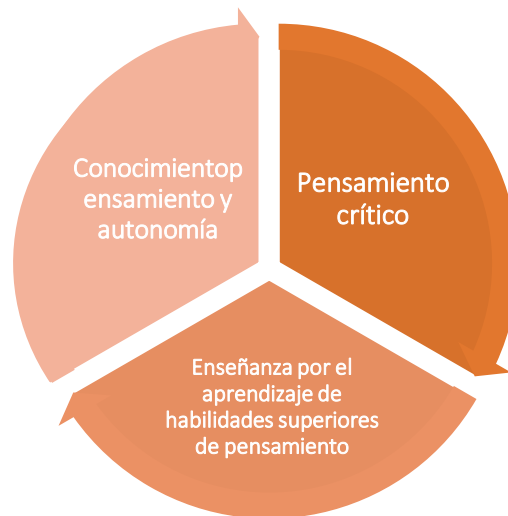 Conocimientop
ensamiento y
autonomía
Pensamiento
crítico
Enseñanza por el
aprendizaje de
habilidades superiores
de pensamiento